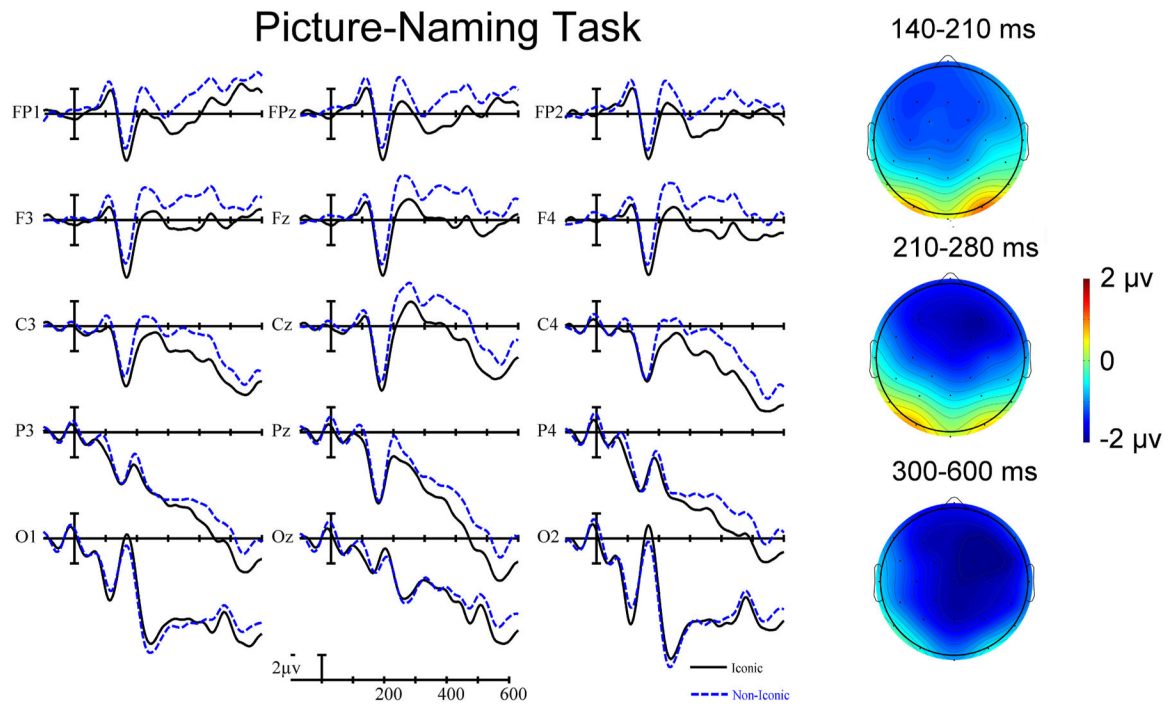 Picture-Naming Task
140-210 ms
FP1 FPz FP2
F3 Fz F4
210-280 ms
C3 Cz C4
2 µv
0
-2 µv
P3 Pz P4
300-600 ms
O1 Oz O2
2µv
200 400 600
Iconic
Non-Iconic